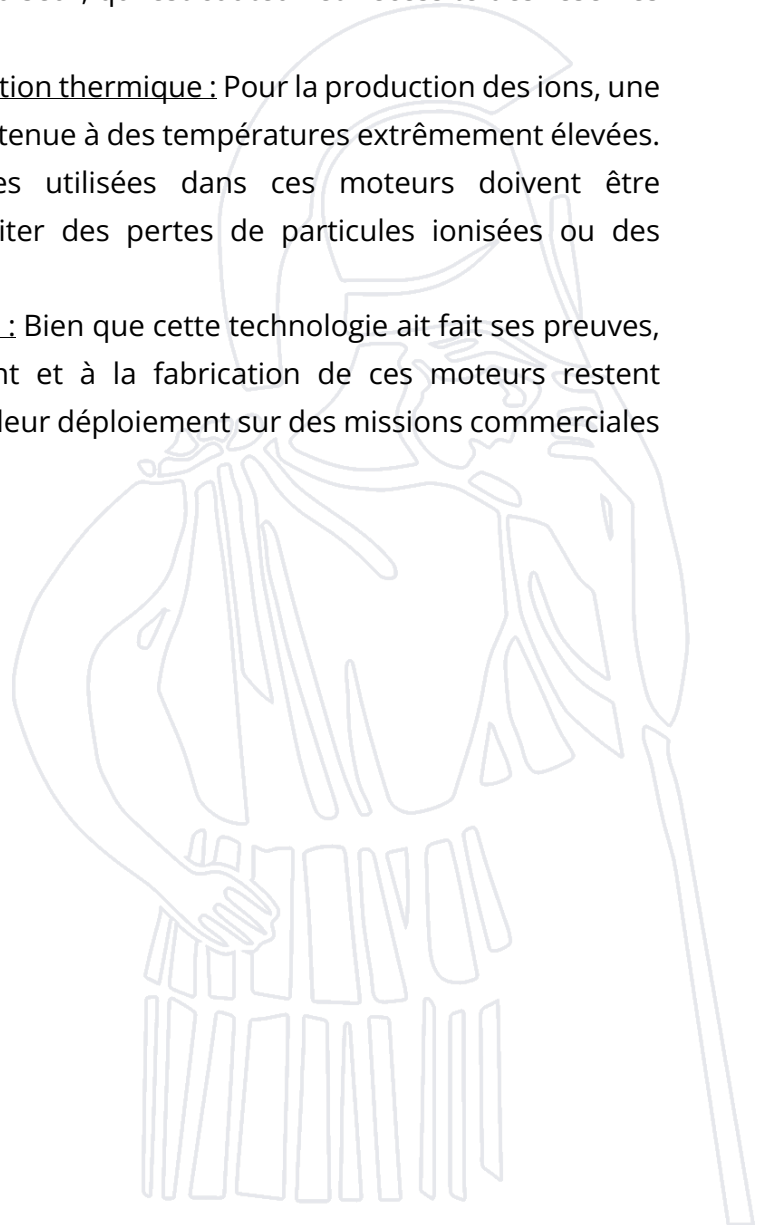 tion thermique : Pour la production des ions, une
tenue à des températures extrêmement élevées.
es utilisées dans ces moteurs doivent être
iter des pertes de particules ionisées ou des
: Bien que cette technologie ait fait ses preuves,
nt et à la fabrication de ces moteurs restent
leur déploiement sur des missions commerciales